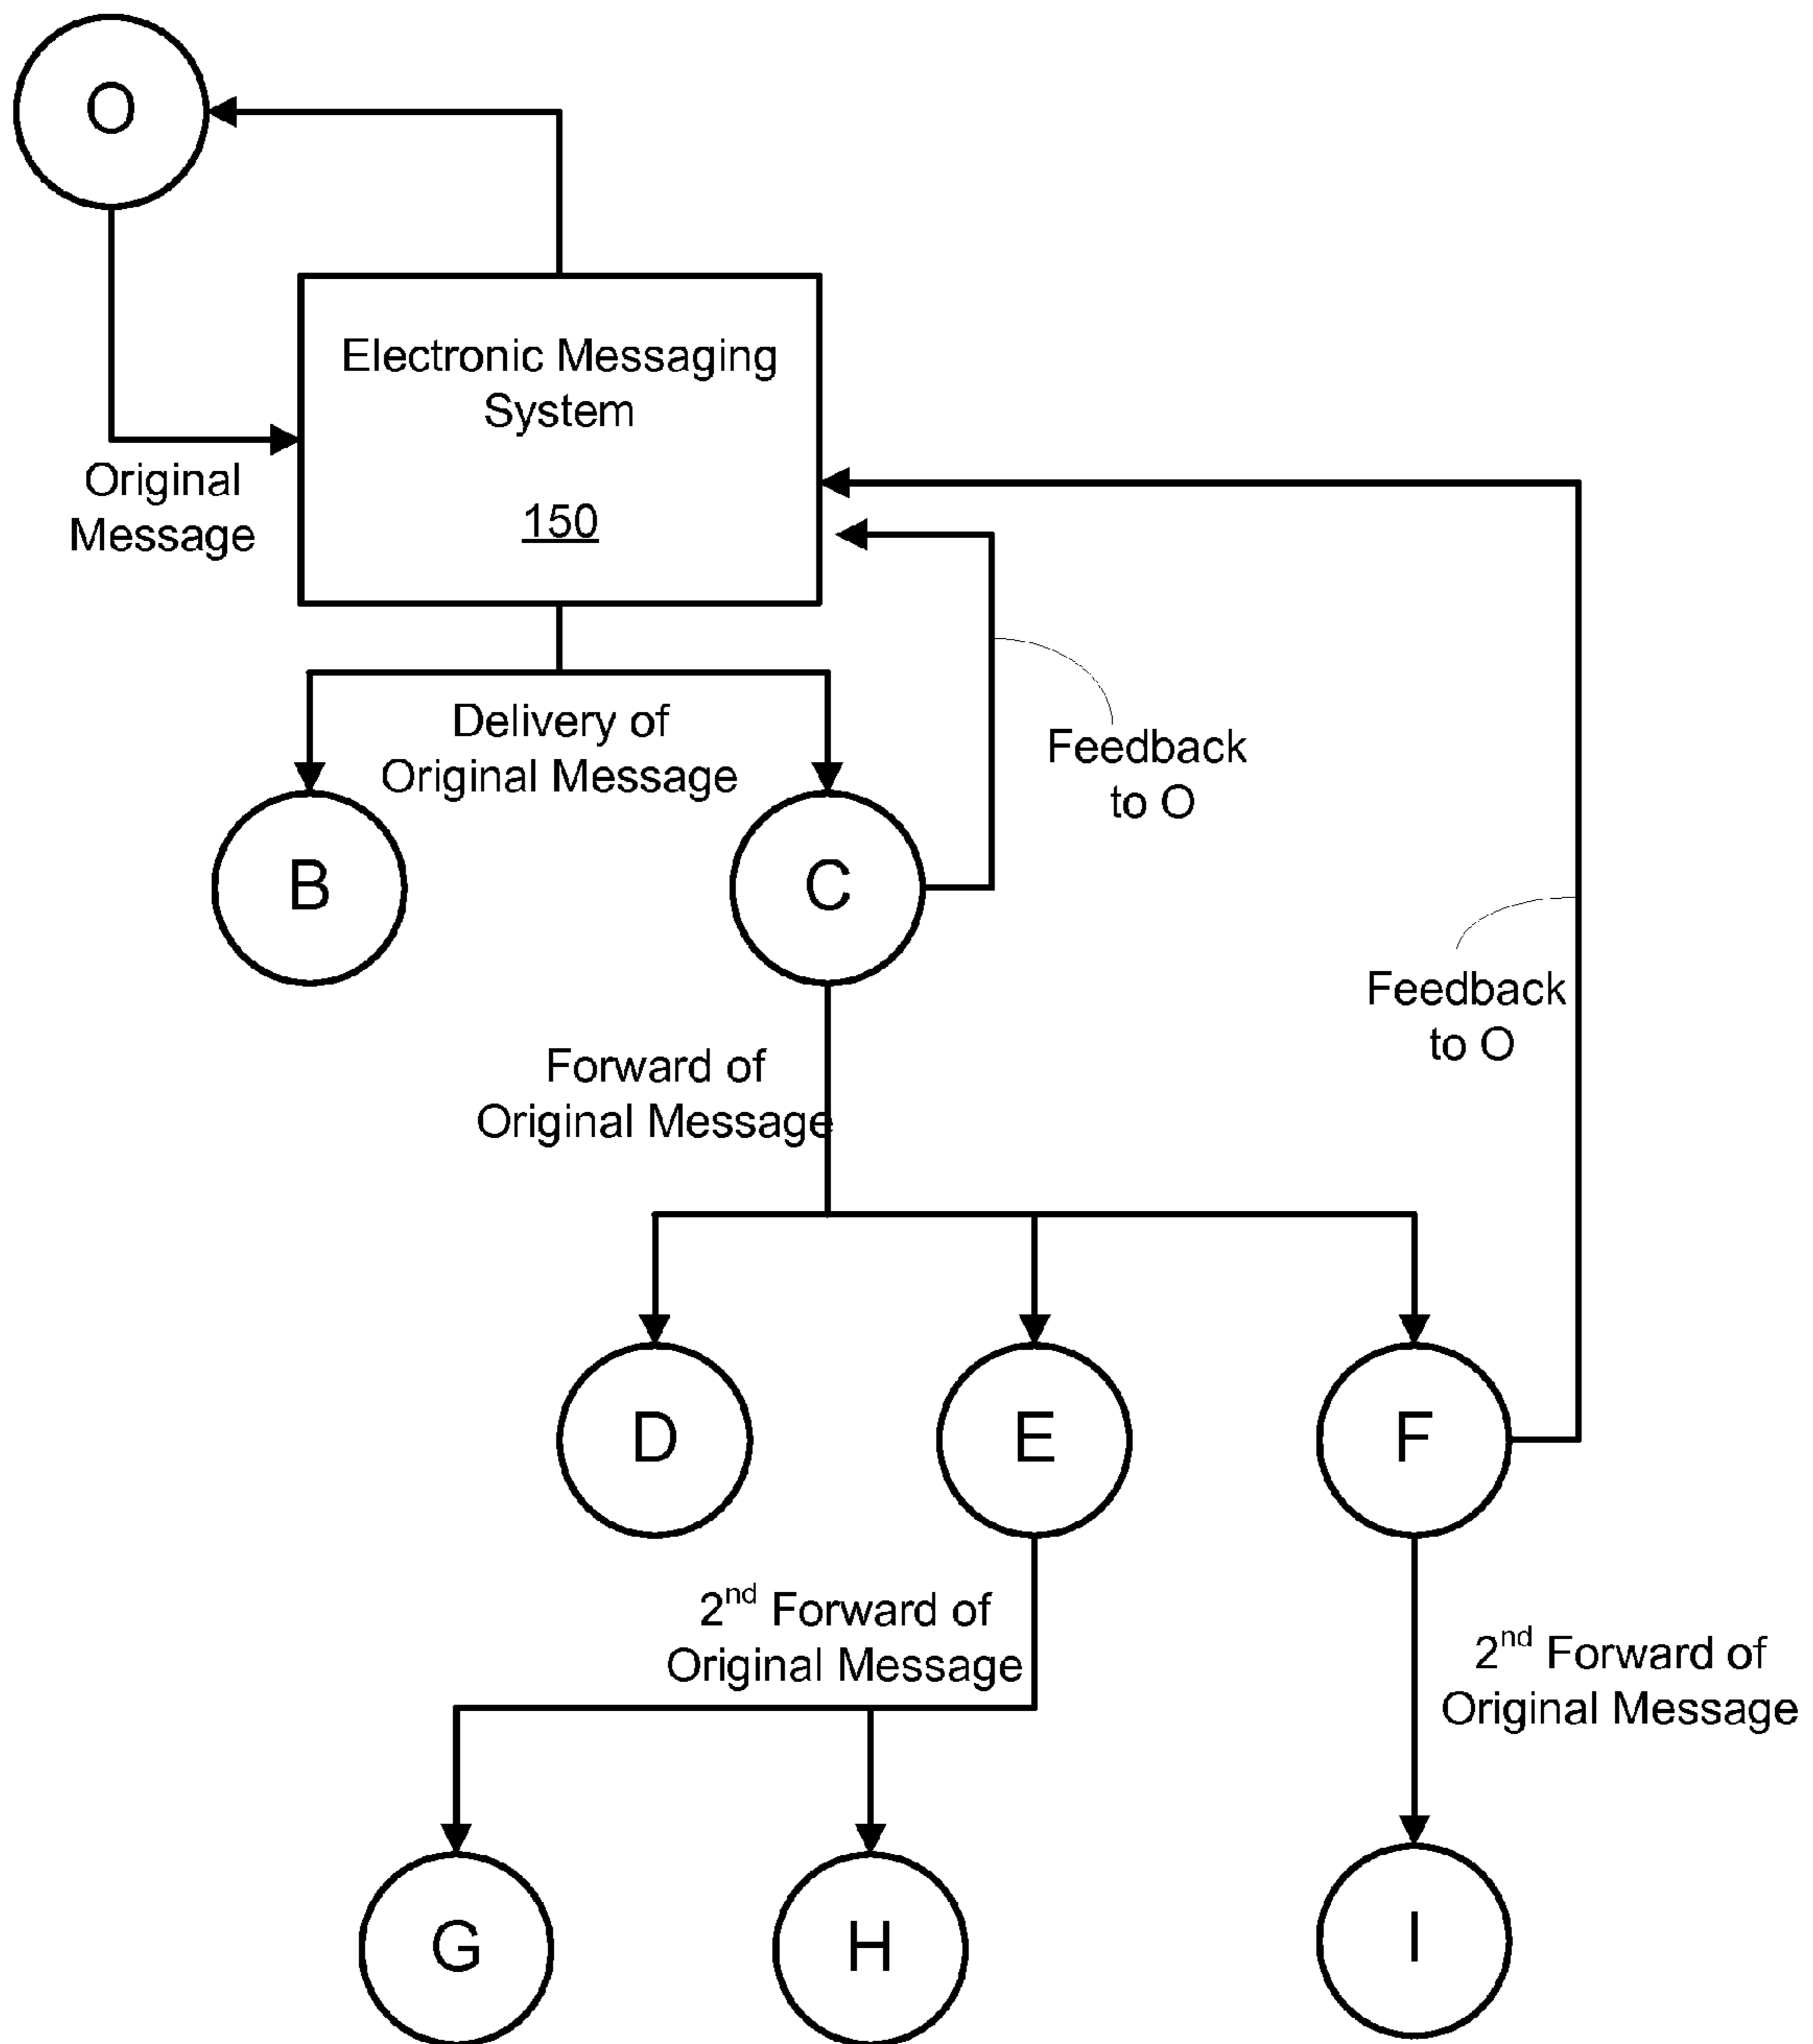 O
Electronic Messaging
System
150
Original
Message
Delivery of
Original Message
Feedback
to O
B
C
Feedback
to O
Forward of
Original Message
D
E
F
2nd Forward of
Original Message
2nd Forward of
Original Message
G
H
I